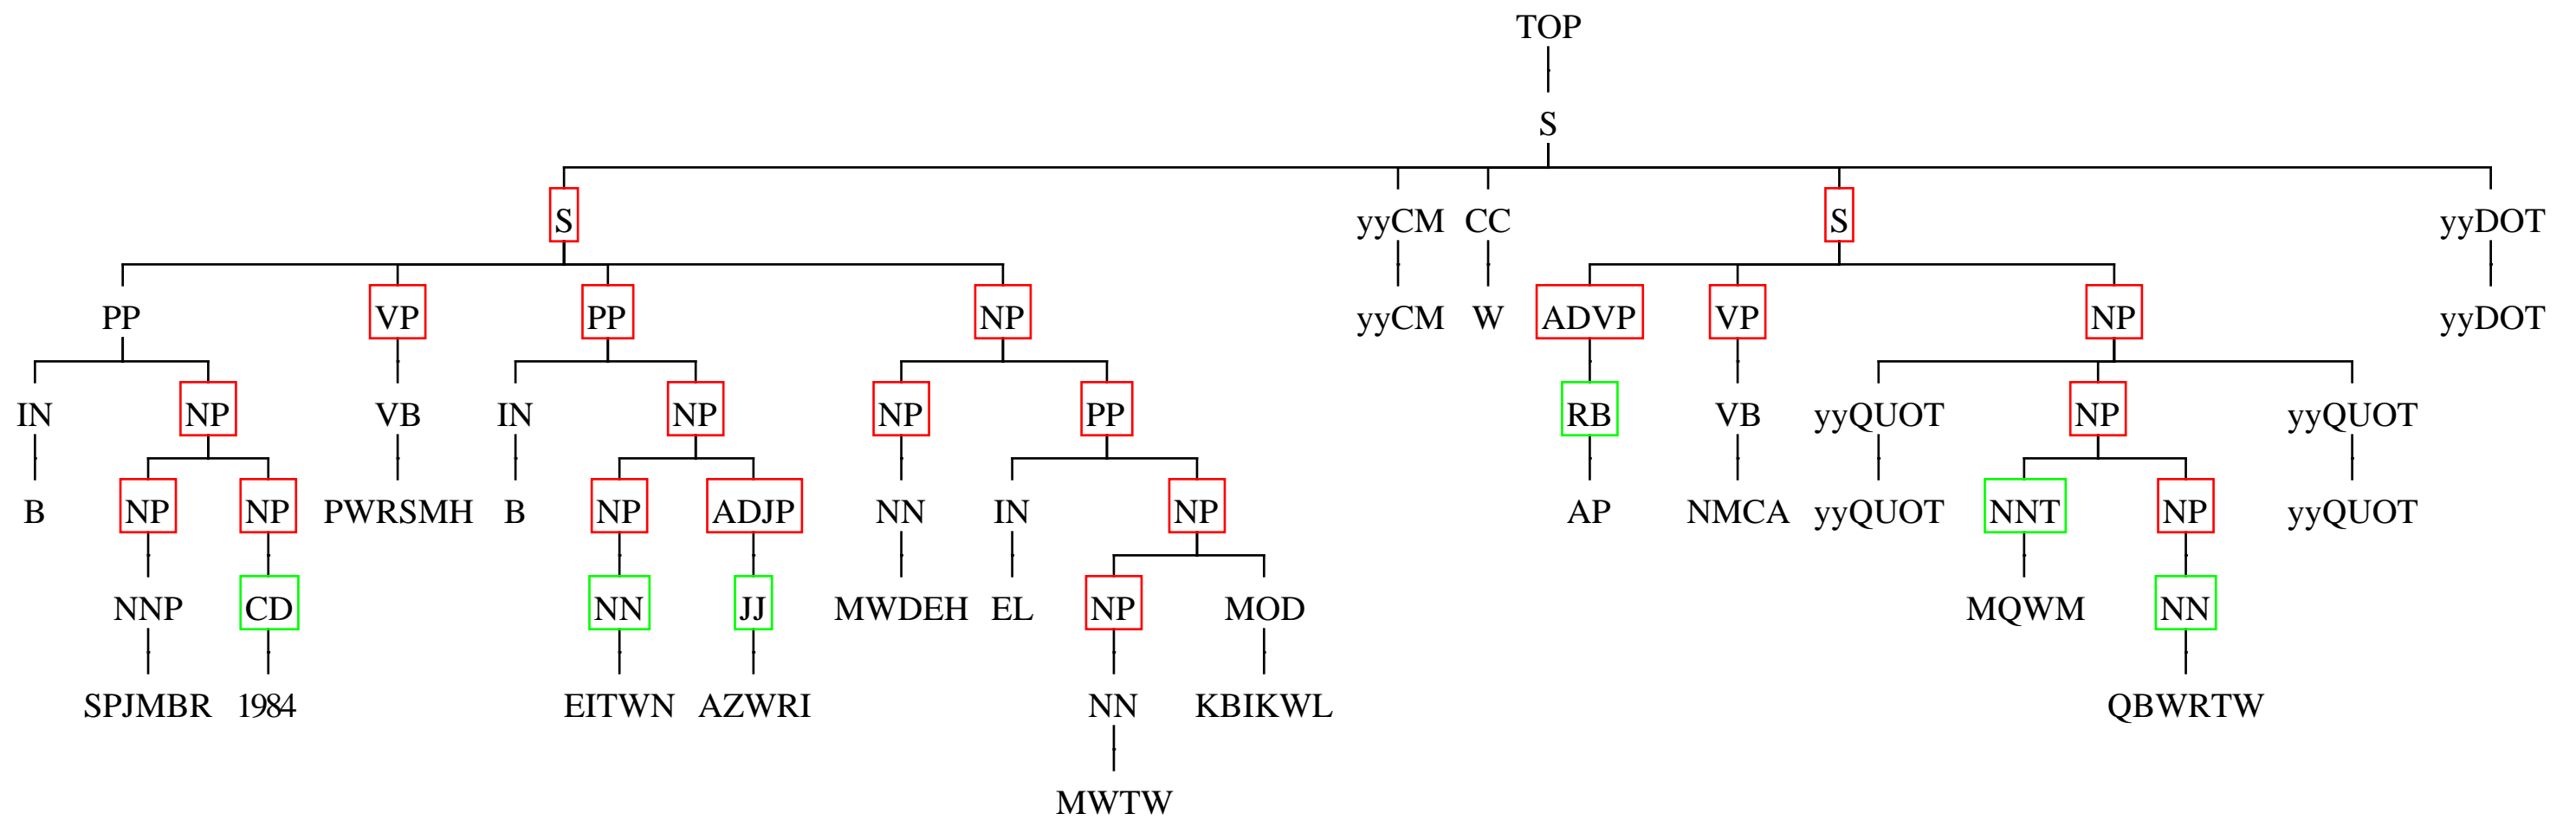 TOP
S
S yyCM CC S yyDOT
PP VP PP NP yyCM W ADVP VP NP yyDOT
IN NP VB IN NP NP PP RB VB yyQUOT NP yyQUOT
B NP NP PWRSMH B NP ADJP NN IN NP AP NMCA yyQUOT NNT NP yyQUOT
NNP CD NN JJ MWDEH EL NP MOD MQWM NN
SPJMBR 1984 EITWN AZWRI NN KBIKWL QBWRTW
MWTW